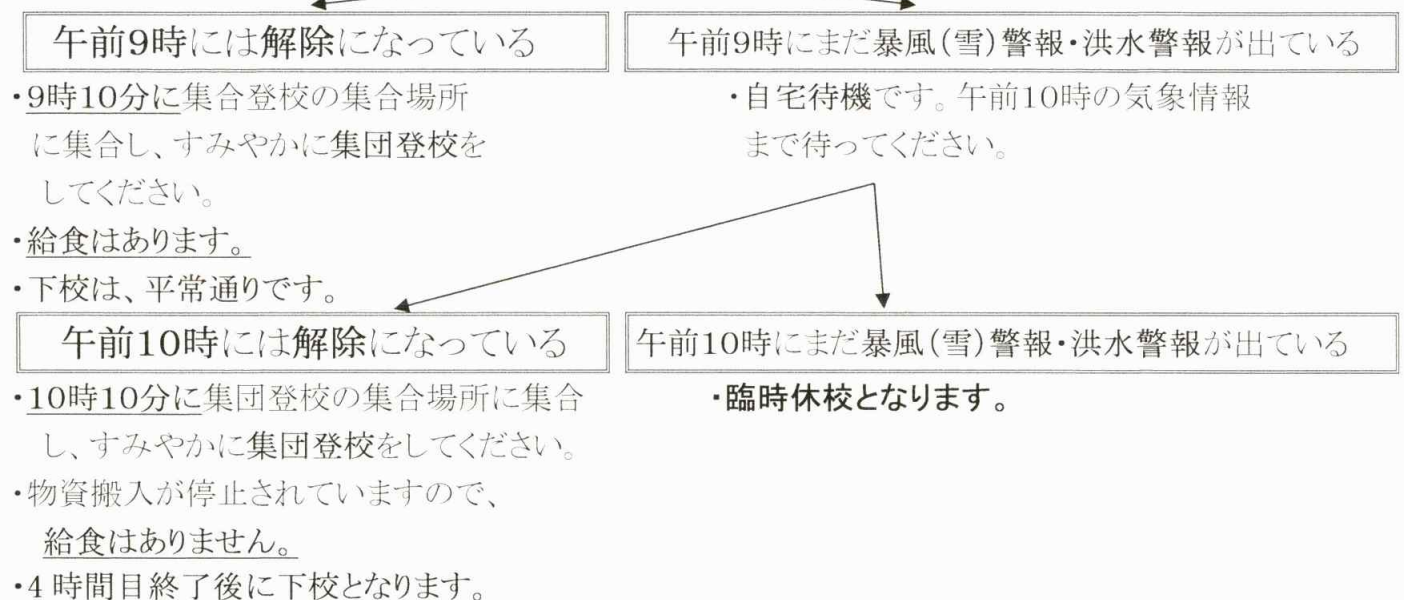 午前9時には解除になっている
・9時10分に集合登校の集合場所
に集合し、すみやかに集団登校を
してください。
・給食はあります。
・下校は、平常通りです。
午前9時にまだ暴風(雪)警報・洪水警報が出ている
・自宅待機です。午前10時の気象情報
まで待ってください。
午前10時には解除になっている
・10時10分に集団登校の集合場所に集合
し、すみやかに集団登校をしてください。
・物資搬入が停止されていますので、
給食はありません。
・4時間目終了後に下校となります。
午前10時にまだ暴風(雪)警報・洪水警報が出ている
・臨時休校となります。